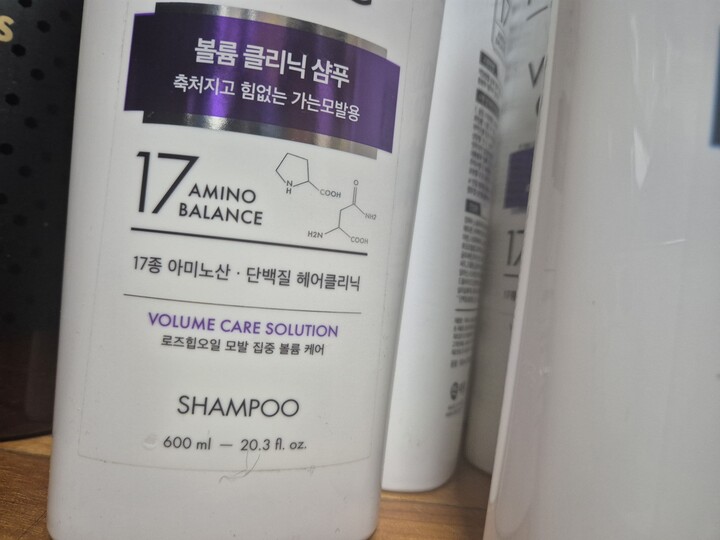 볼륨 클리닉 샴푸
축처지고 힘없는 가는모발용
17 AMINO
BALANCE
N
H
COOH
O
H2N
COOH
17종 아미노산 · 단백질 헤어클리닉
VOLUME CARE SOLUTION
로즈힙오일 모발 집중 볼륨 케어
SHAMPOO
600 ml — 20.3 fl. oz.